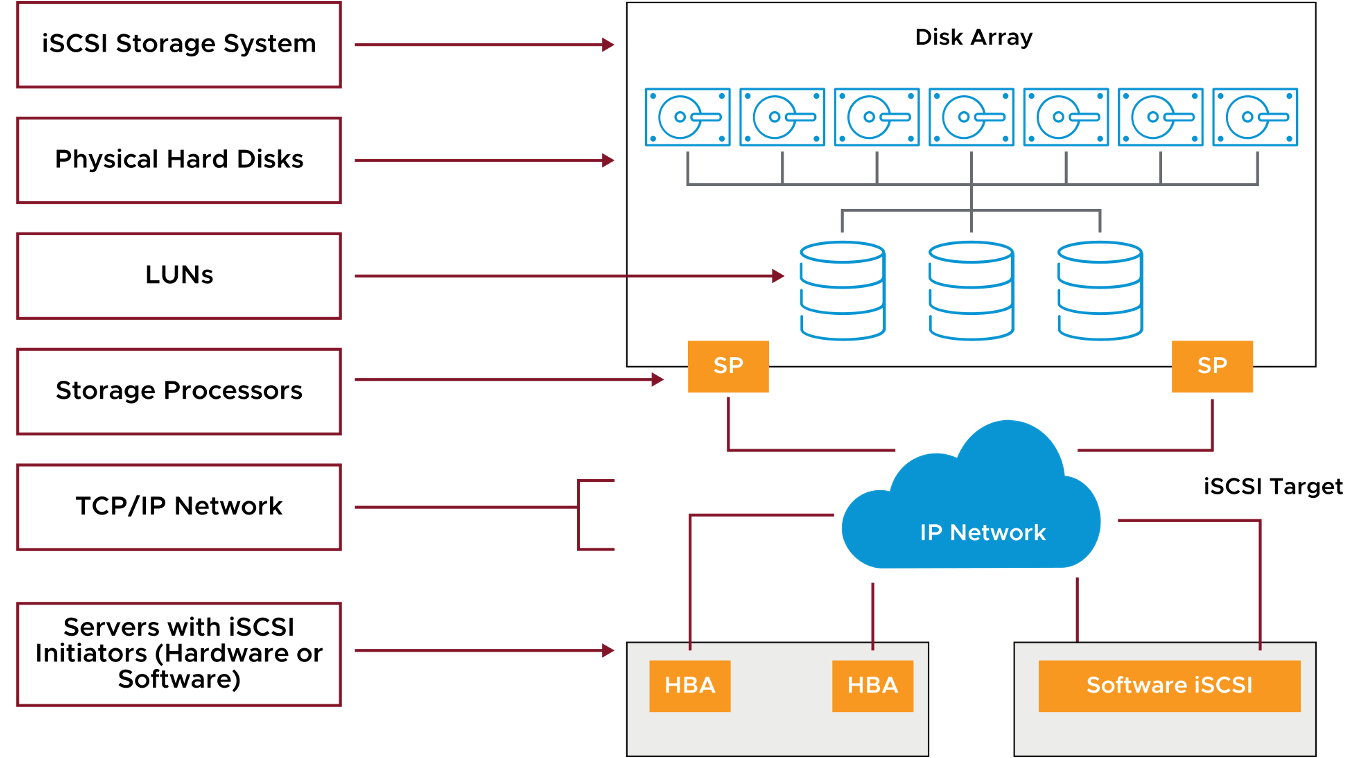 iSCSI Storage System
Disk Array
Physical Hard Disks
LUNs
Storage Processors
SP
SP
TCP/IP Network
iSCSI Target
IP Network
Servers with iSCSI
Initiators (Hardware or
Software)
HBA
HBA
Software iSCSI